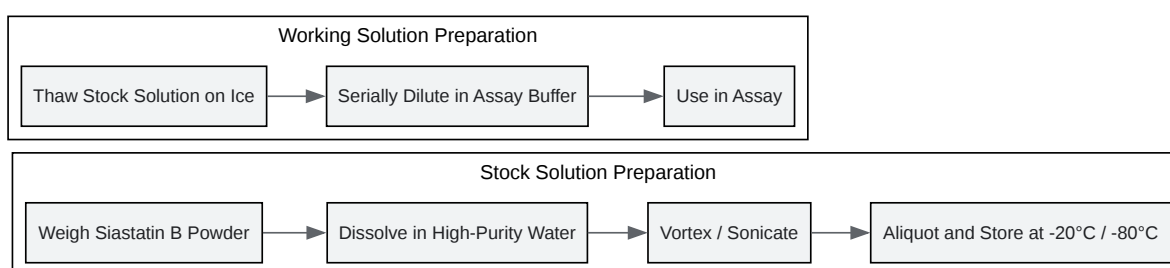 Working Solution Preparation
Thaw Stock Solution on Ice
Serially Dilute in Assay Buffer
Use in Assay
Stock Solution Preparation
Weigh Siastatin B Powder
Dissolve in High-Purity Water
Vortex / Sonicate
Aliquot and Store at -20°C / -80°C